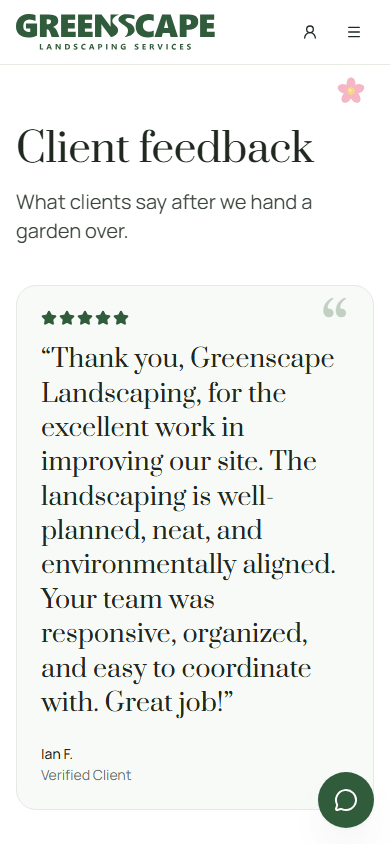 GREENSCAPE
LANDSCAPING SERVICES
Client feedback
What clients say after we hand a
garden over.
“
“Thank you, Greenscape
Landscaping, for the
excellent work in
improving our site. The
landscaping is well-
planned, neat, and
environmentally aligned.
Your team was
responsive, organized,
and easy to coordinate
with. Great job!”
Ian F.
Verified Client